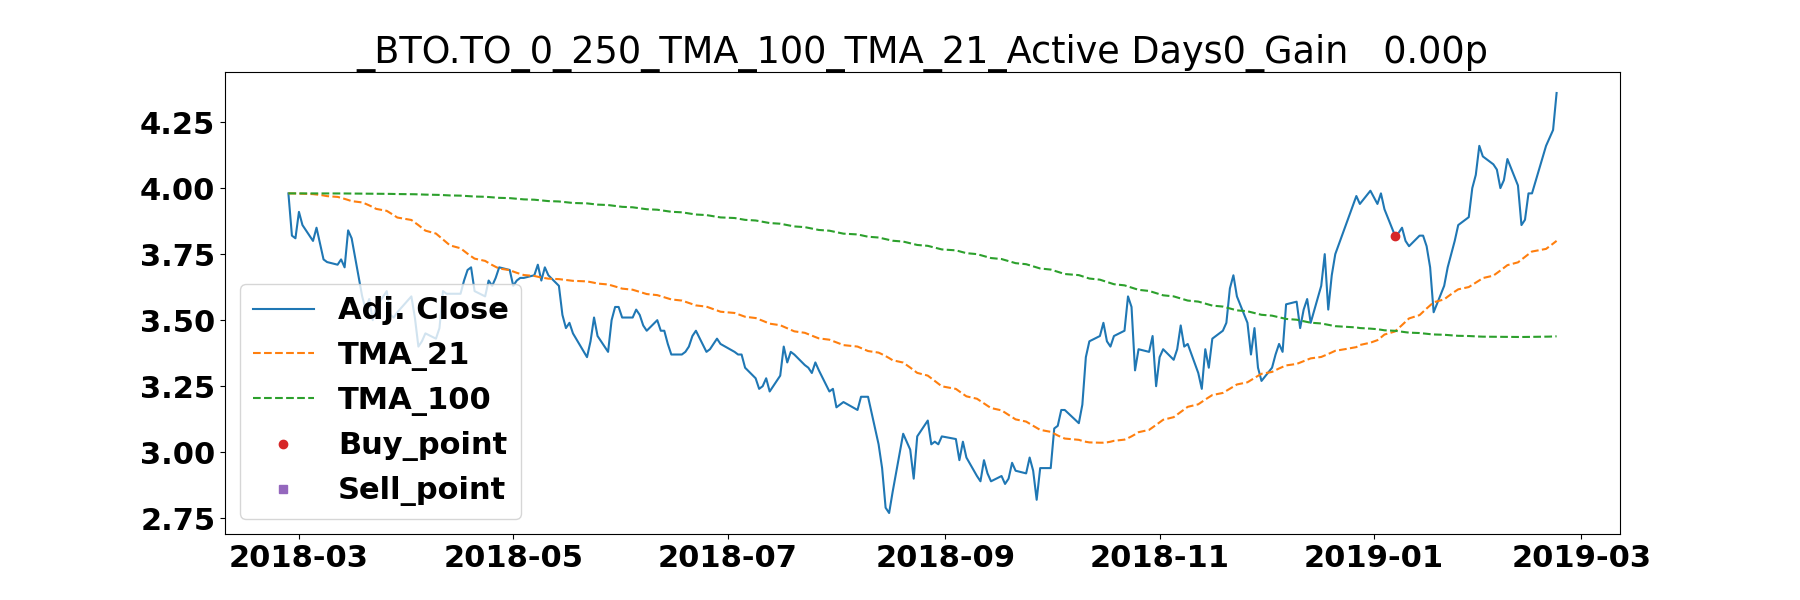 _BTO.TO_0_250_TMA_100_TMA_21_Active Days0_Gain   0.00p
4.25
4.00
3.75
3.50
3.25
3.00
2.75
Adj. Close
TMA_21
TMA_100
Buy_point
Sell_point
2018-03 2018-05 2018-07 2018-09 2018-11 2019-01 2019-03